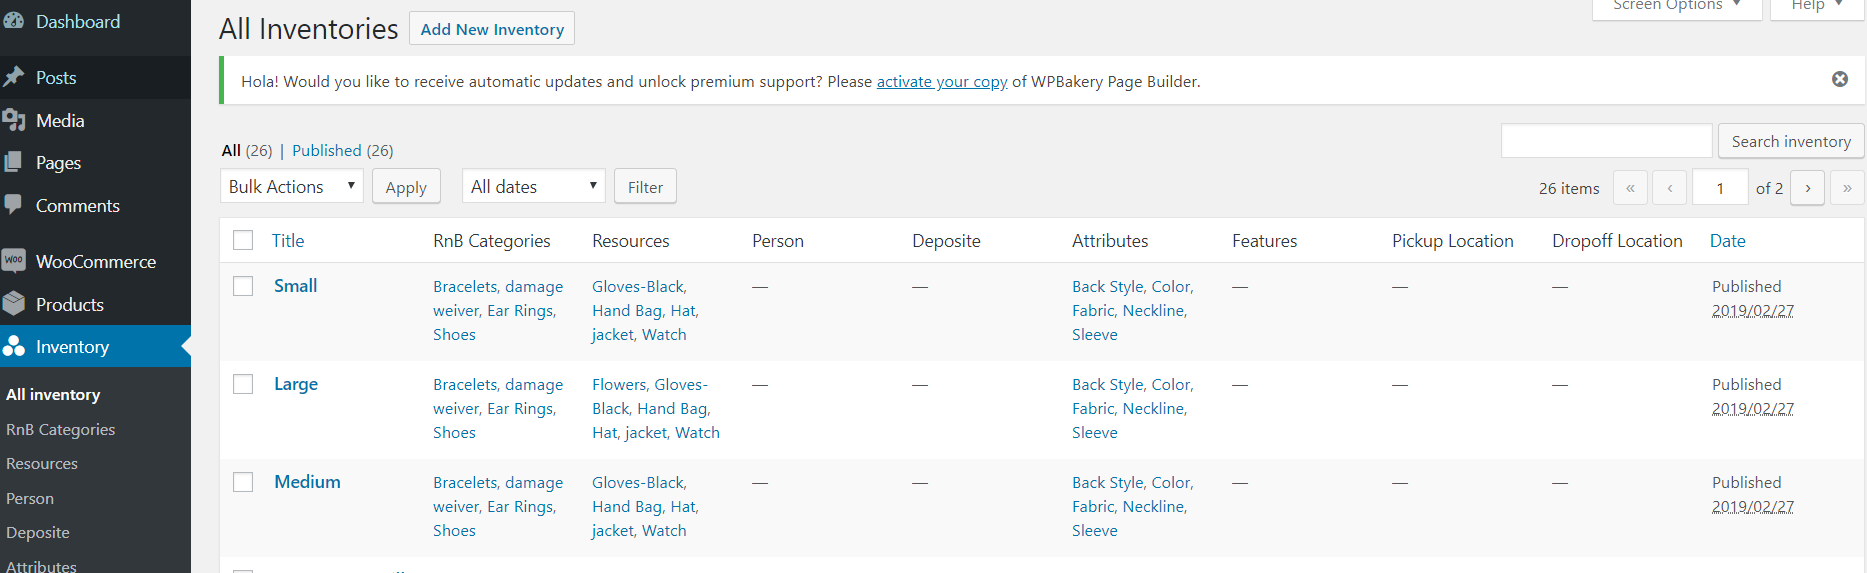 Dashboard
Posts
Media
Pages
Comments
WOO
WooCommerce
Products
Inventory
All inventory
RnB Categories
Resources
Person
Deposite
Attributes
Screen Options ▼
Help ▼
All Inventories
Add New Inventory
Hola! Would you like to receive automatic updates and unlock premium support? Please activate your copy of WPBakery Page Builder.
All (26) | Published (26)
Search inventory
Bulk Actions
Apply
All dates
Filter
26 items « ‹ 1 of 2 › »
Title RnB Categories Resources Person Deposite Attributes Features Pickup Location Dropoff Location Date
Small
Bracelets, damage
weiver, Ear Rings,
Shoes
Gloves-Black,
Hand Bag, Hat,
jacket, Watch
—
—
Back Style, Color,
Fabric, Neckline,
Sleeve
—
—
—
Published
2019/02/27
Large
Bracelets, damage
weiver, Ear Rings,
Shoes
Flowers, Gloves-
Black, Hand Bag,
Hat, jacket, Watch
—
—
Back Style, Color,
Fabric, Neckline,
Sleeve
—
—
—
Published
2019/02/27
Medium
Bracelets, damage
weiver, Ear Rings,
Shoes
Gloves-Black,
Hand Bag, Hat,
jacket, Watch
—
—
Back Style, Color,
Fabric, Neckline,
Sleeve
—
—
—
Published
2019/02/27